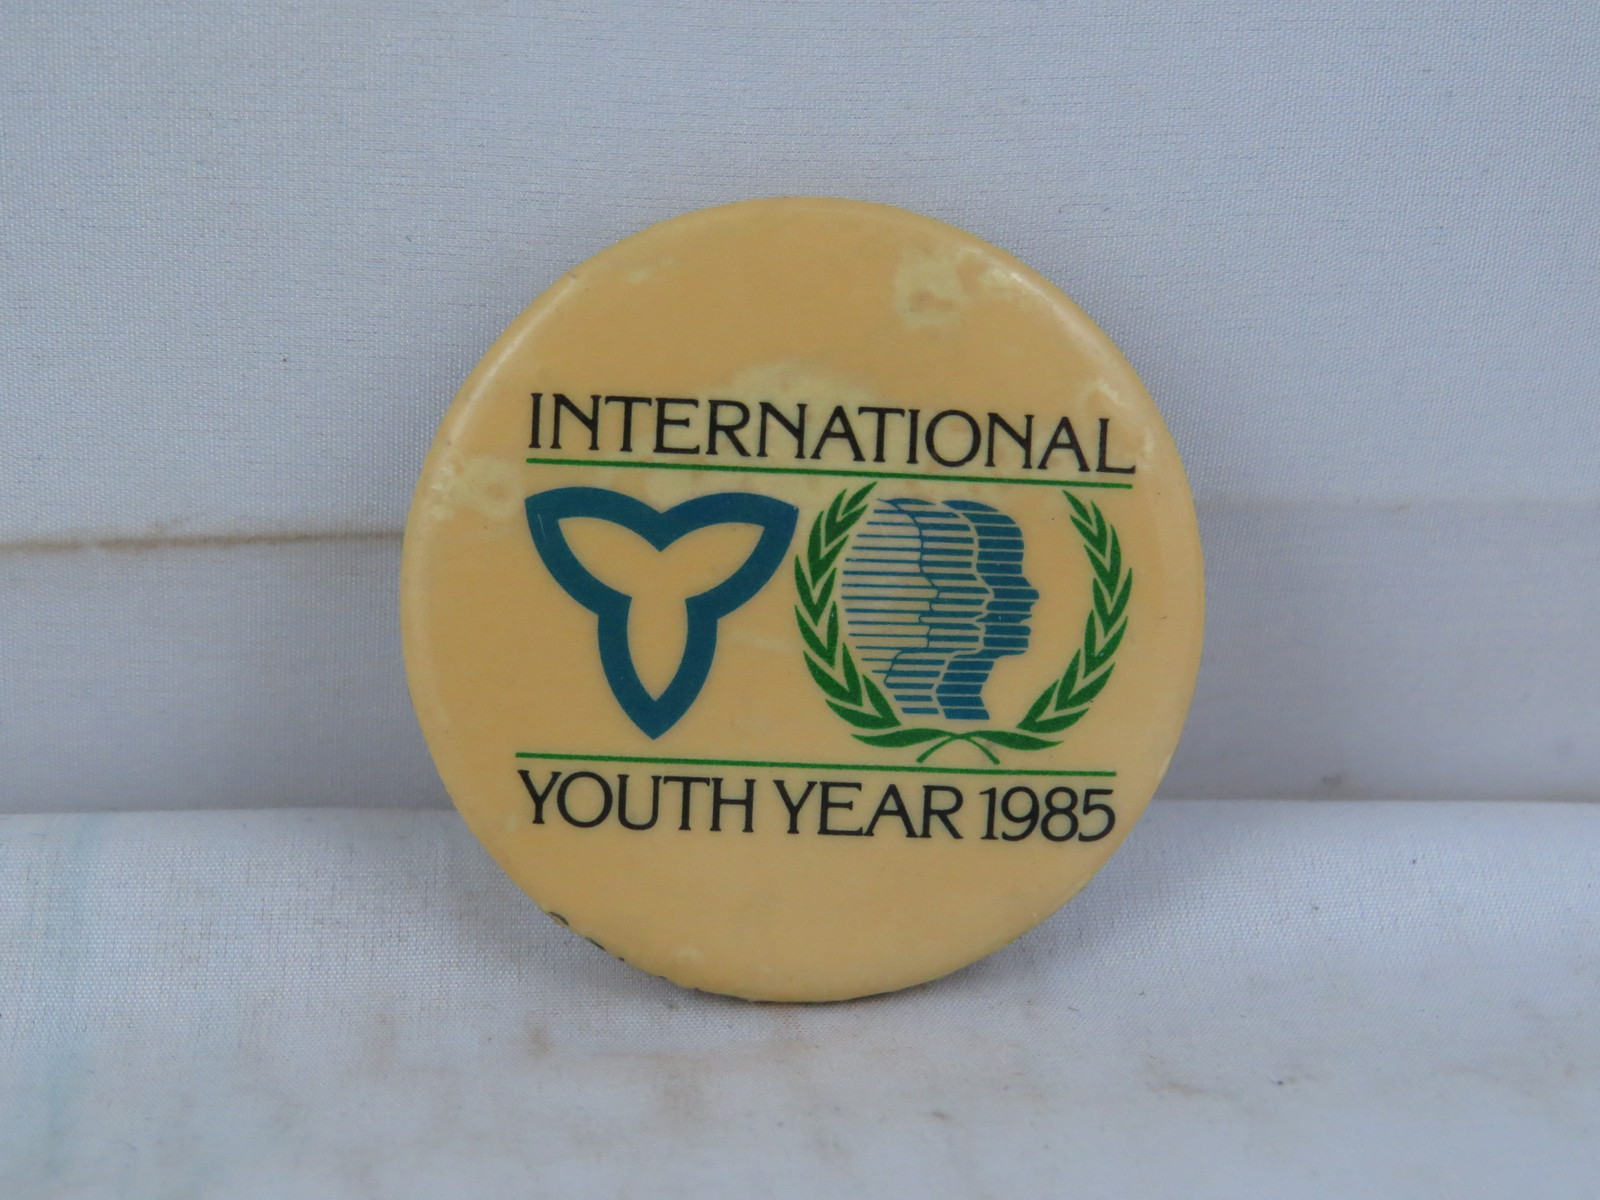 INTERNATIONAL
YOUTH YEAR 1985